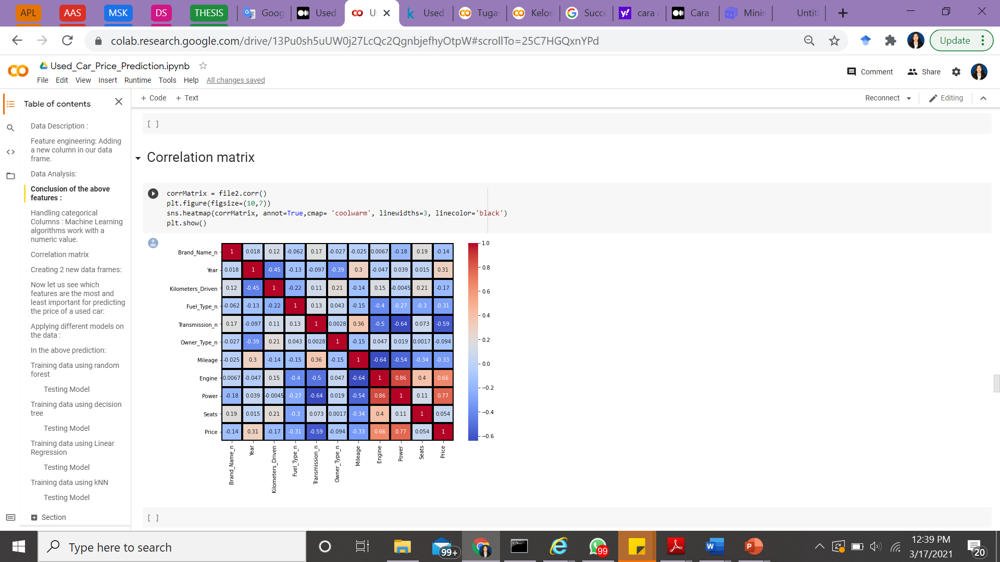 APL AAS MSK DS THESIS Goog Used U Used Tuga Kelon Succe cara Cara Minin Untitl
colab.research.google.com/drive/13Pu0sh5uUW0j27LcQc2QgnbjefhyOtpW#scrollTo=25C7HGQxnYPd Update
Used_Car_Price_Prediction.ipynb
File Edit View Insert Runtime Tools Help All changes saved
Comment Share
Table of contents
+ Code + Text
Reconnect Editing
Data Description :
Feature engineering: Adding
a new column in our data
frame.
Data Analysis:
Conclusion of the above
features :
Handling categorical
Columns : Machine Learning
algorithms work with a
numeric value.
Correlation matrix
Creating 2 new data frames:
Now let us see which
features are the most and
least important for predicting
the price of a used car:
Applying different models on
the data :
In the above prediction:
Training data using random
forest
Testing Model
Training data using decision
tree
Testing Model
Training data using Linear
Regression
Testing Model
Training data using kNN
Testing Model
Section
[ ]
Correlation matrix
corrMatrix = file2.corr()
plt.figure(figsize=(10,7))
sns.heatmap(corrMatrix, annot=True,cmap= 'coolwarm', linewidths=3, linecolor='black')
plt.show()
Brand_Name_n 1 0.018 0.12 -0.062 0.17 -0.027 -0.025 0.0067 -0.18 0.19 -0.14
Year 0.018 1 -0.45 -0.13 -0.097 -0.39 0.3 -0.047 0.039 0.015 0.31
Kilometers_Driven 0.12 -0.45 1 -0.22 0.11 0.21 -0.14 0.15 -0.0045 0.21 -0.17
Fuel_Type_n -0.062 -0.13 -0.22 1 0.13 0.043 -0.15 -0.4 -0.27 -0.3 -0.31
Transmission_n 0.17 -0.097 0.11 0.13 1 0.0028 0.36 -0.5 -0.64 0.073 -0.59
Owner_Type_n -0.027 -0.39 0.21 0.043 0.0028 1 -0.15 0.047 0.019 0.0017 -0.094
Mileage -0.025 0.3 -0.14 -0.15 0.36 -0.15 1 -0.64 -0.54 -0.34 -0.33
Engine 0.0067 -0.047 0.15 -0.4 -0.5 0.047 -0.64 1 0.86 0.4 0.66
Power -0.18 0.039 -0.0045 -0.27 -0.64 0.019 -0.54 0.86 1 0.11 0.77
Seats 0.19 0.015 0.21 -0.3 0.073 0.0017 -0.34 0.4 0.11 1 0.054
Price -0.14 0.31 -0.17 -0.31 -0.59 -0.094 -0.33 0.66 0.77 0.054 1
Brand_Name_n Year Kilometers_Driven Fuel_Type_n Transmission_n Owner_Type_n Mileage Engine Power Seats Price
1.0
0.8
0.6
0.4
0.2
0.0
−0.2
−0.4
−0.6
[ ]
Type here to search
99+
99
12:39 PM
3/17/2021
20